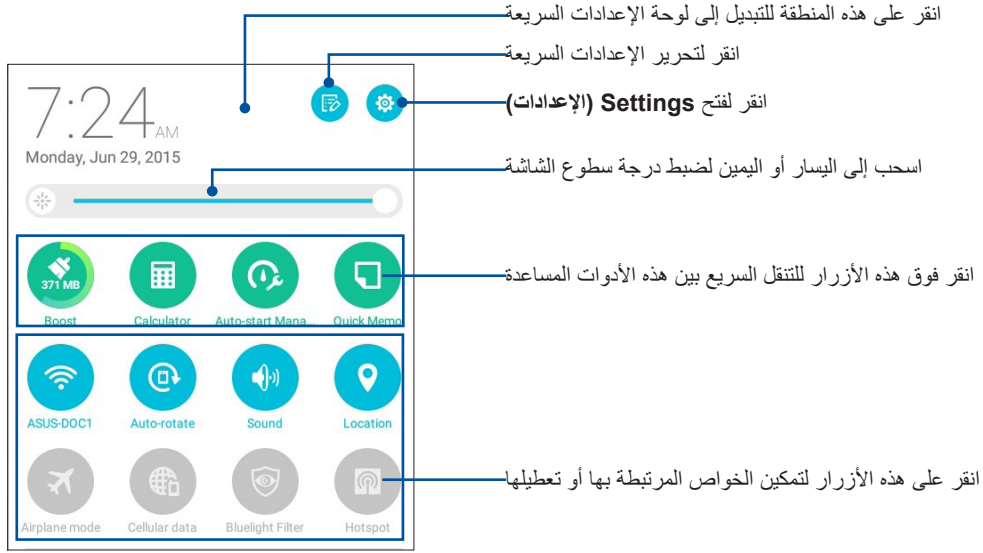 انقر على هذه المنطقة للتبديل إلى لوحة الإعدادات السريعة
انقر لتحرير الإعدادات السريعة
انقر لفتح Settings (الإعدادات)
7:24 AM
Monday, Jun 29, 2015
اسحب إلى اليسار أو اليمين لضبط درجة سطوع الشاشة
371 MB
انقر فوق هذه الأزرار للتنقل السريع بين هذه الأدوات المساعدة
Boost Calculator Auto-start Mana... Quick Memo
ASUS-DOC1 Auto-rotate Sound Location
انقر على هذه الأزرار لتمكين الخواص المرتبطة بها أو تعطيلها
Airplane mode Cellular data Bluelight Filter Hotspot